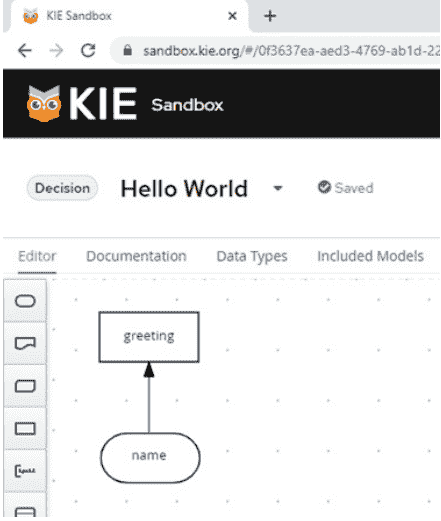 KIE Sandbox
sandbox.kie.org/#/0f3637ea-aed3-4769-ab1d-22
KIE Sandbox
Decision Hello World Saved
Editor Documentation Data Types Included Models
greeting
name